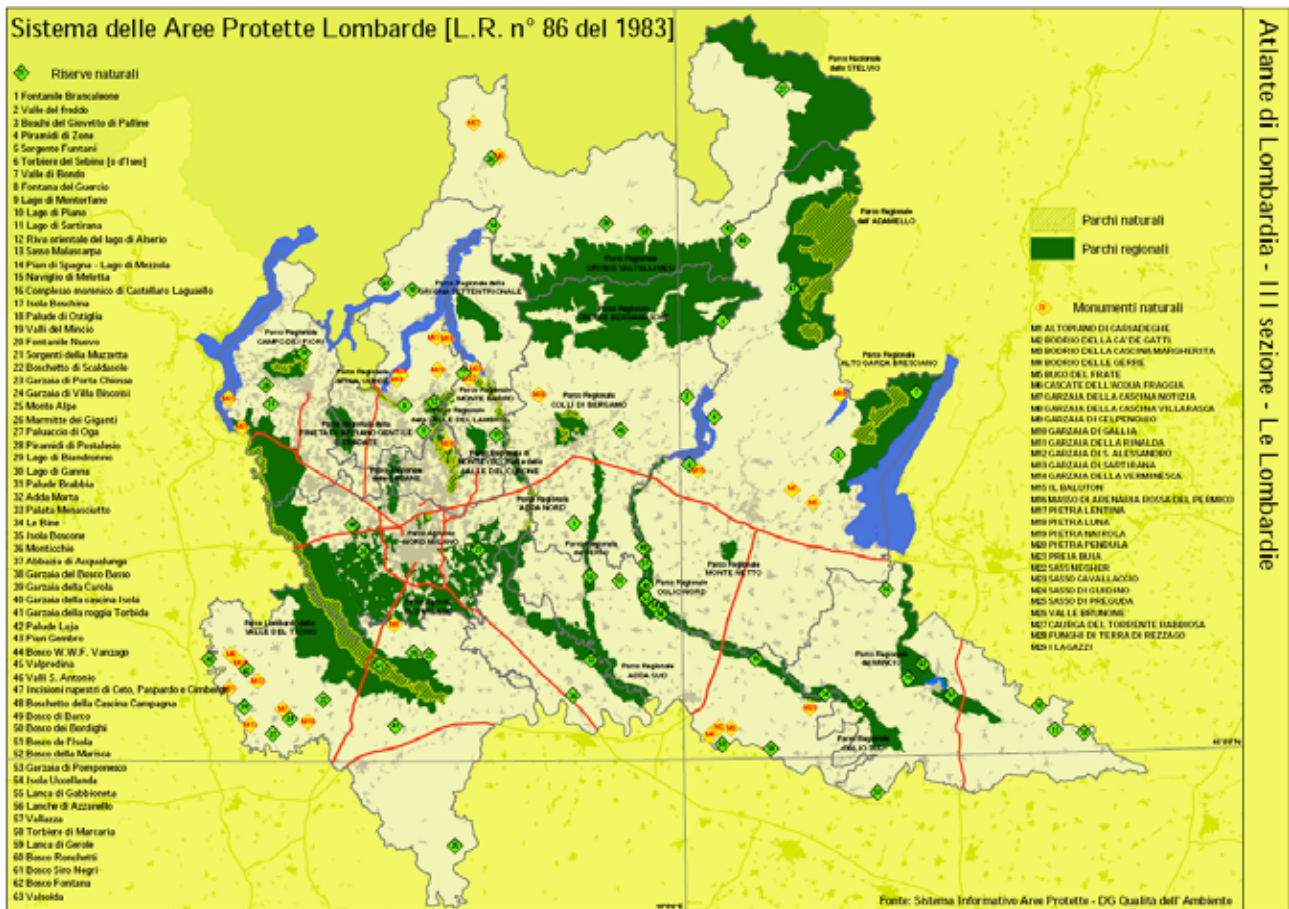 Sistema delle Aree Protette Lombarde [L.R. n° 86 del 1983]
Riserve naturali
1 Fontanile Brancaleone
2 Valle del freddo
3 Boschi del Giovetto di Palline
4 Piramidi di Zone
5 Sorgente Funtani
6 Torbiere del Sebino [o d'Iseo]
7 Valle di Bondo
8 Fontana del Guercio
9 Lago di Montorfano
10 Lago di Piano
11 Lago di Sartirana
12 Riva orientale del lago di Alserio
13 Sasso Malascarpa
14 Pian di Spagna - Lago di Mezzola
15 Naviglio di Melotta
16 Complesso morenico di Castellaro Lagusello
17 Isola Boschina
18 Palude di Ostiglia
19 Valli del Mincio
20 Fontanile Nuovo
21 Sorgenti della Muzzetta
22 Boschetto di Scaldasole
23 Garzaia di Porta Chiossa
24 Garzaia di Villa Biscossi
25 Monte Alpe
26 Marmitte dei Giganti
27 Paluaccio di Oga
28 Piramidi di Postalesio
29 Lago di Biandronno
30 Lago di Ganna
31 Palude Brabbia
32 Adda Morta
33 Palata Menasciutto
34 Le Bine
35 Isola Boscone
36 Monticchie
37 Abbazia di Acqualunga
38 Garzaia del Bosco Basso
39 Garzaia della Carola
40 Garzaia della cascina Isola
41 Garzaia della roggia Torbida
42 Palude Loja
43 Pian Gembro
44 Bosco W.W.F. Vanzago
45 Valpredina
46 Valli S. Antonio
47 Incisioni rupestri di Ceto, Paspardo e Cimbergo
48 Boschetto della Cascina Campagna
49 Bosco di Barco
50 Bosco dei Bordighi
51 Bosco de l'Isola
52 Bosco della Marisca
53 Garzaia di Pomponesco
54 Isola Uccellanda
55 Lanca di Gabbioneta
56 Lanche di Azzanello
57 Vallazza
58 Torbiere di Marcaria
59 Lanca di Gerole
60 Bosco Ronchetti
61 Bosco Siro Negri
62 Bosco Fontana
63 Valsolda
Parco Nazionale
dello STELVIO
Parco Regionale
dell' ADAMELLO
Parco Regionale
OROBIE VALTELLINESI
Parco Regionale della
GRIGNA SETTENTRIONALE
OROBIE BERGAMASCHE
Parco Regionale
CAMPO DEI FIORI
Parco Regionale
ALTO GARDA BRESCIANO
Parco Regionale
MONTE BARRO
Parco Regionale
COLLI DI BERGAMO
Parco Regionale
ADDA NORD
Parco Agricolo
Parco Regionale
MONTE NETTO
Parco Regionale
OGLIO NORD
VALLE DEL TICINO
Parco Regionale
ADDA SUD
Parco Regionale
del MINCIO
Parco Regionale
OGLIO SUD
Parchi naturali
Parchi regionali
Monumenti naturali
M1 ALTOPIANO DI CARIADEGHE
M2 BODRIO DELLA CA'DE GATTI
M3 BODRIO DELLA CASCINA MARGHERITA
M4 BODRIO DELLE GERRE
M5 BUCO DEL FRATE
M6 CASCATE DELL'ACQUA FRAGGIA
M7 GARZAIA DELLA CASCINA NOTIZIA
M8 GARZAIA DELLA CASCINA VILLARASCA
M9 GARZAIA DI CELPENCHIO
M10 GARZAIA DI GALLIA
M11 GARZAIA DELLA RINALDA
M12 GARZAIA DI S. ALESSANDRO
M13 GARZAIA DI SARTIRANA
M14 GARZAIA DELLA VERMINESCA
M15 IL BALUTON
M16 MASSO DI ARENARIA ROSSA DEL PERMICO
M17 PIETRA LENTINA
M18 PIETRA LUNA
M19 PIETRA NAIROLA
M20 PIETRA PENDULA
M21 PREIA BUIA
M22 SASS NEGHER
M23 SASSO CAVALLACCIO
M24 SASSO DI GUIDINO
M25 SASSO DI PREGUDA
M26 VALLE BRUNONE
M27 CAURGA DEL TORRENTE RABBIOSA
M28 FUNGHI DI TERRA DI REZZAGO
M29 I LAGAZZI
Atlante di Lombardia - III sezione - Le Lombardie
Fonte: Sistema Informativo Aree Protette - DG Qualità dell' Ambiente